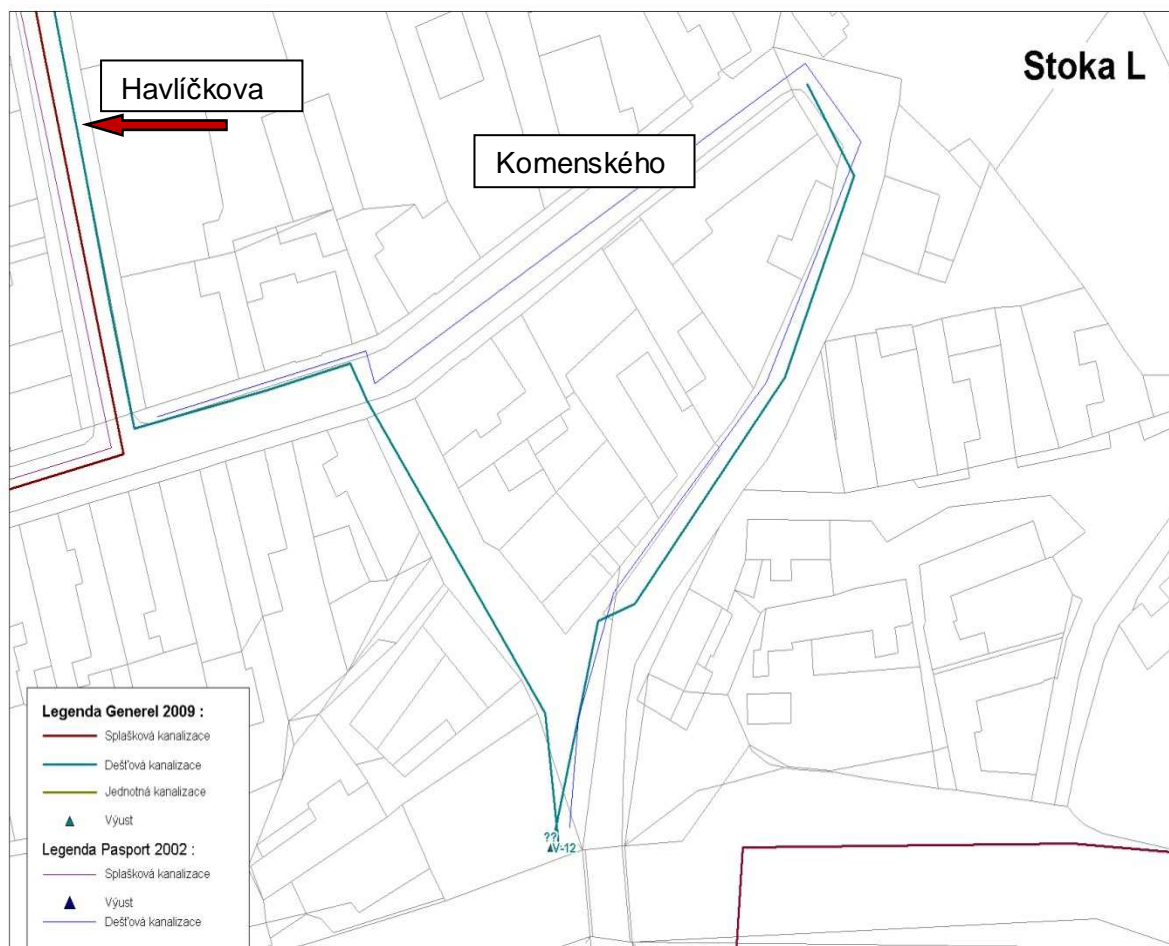 Stoka L
Havlíčkova
Komenského
??
V-12
Legenda Generel 2009 :
Splašková kanalizace
Dešťová kanalizace
Jednotná kanalizace
Výust
Legenda Pasport 2002 :
Splašková kanalizace
Výust
Dešťová kanalizace